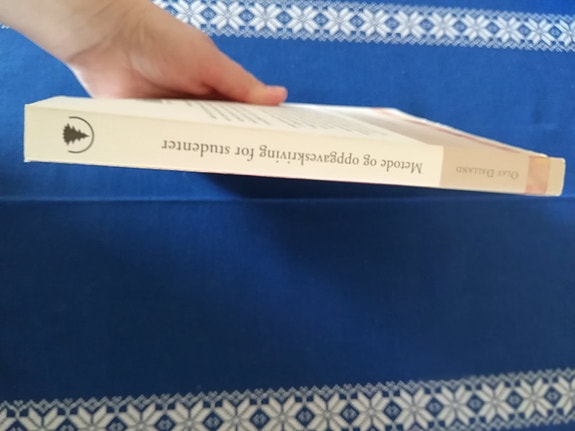 Olav Dalland
Metode og oppgaveskriving for studenter